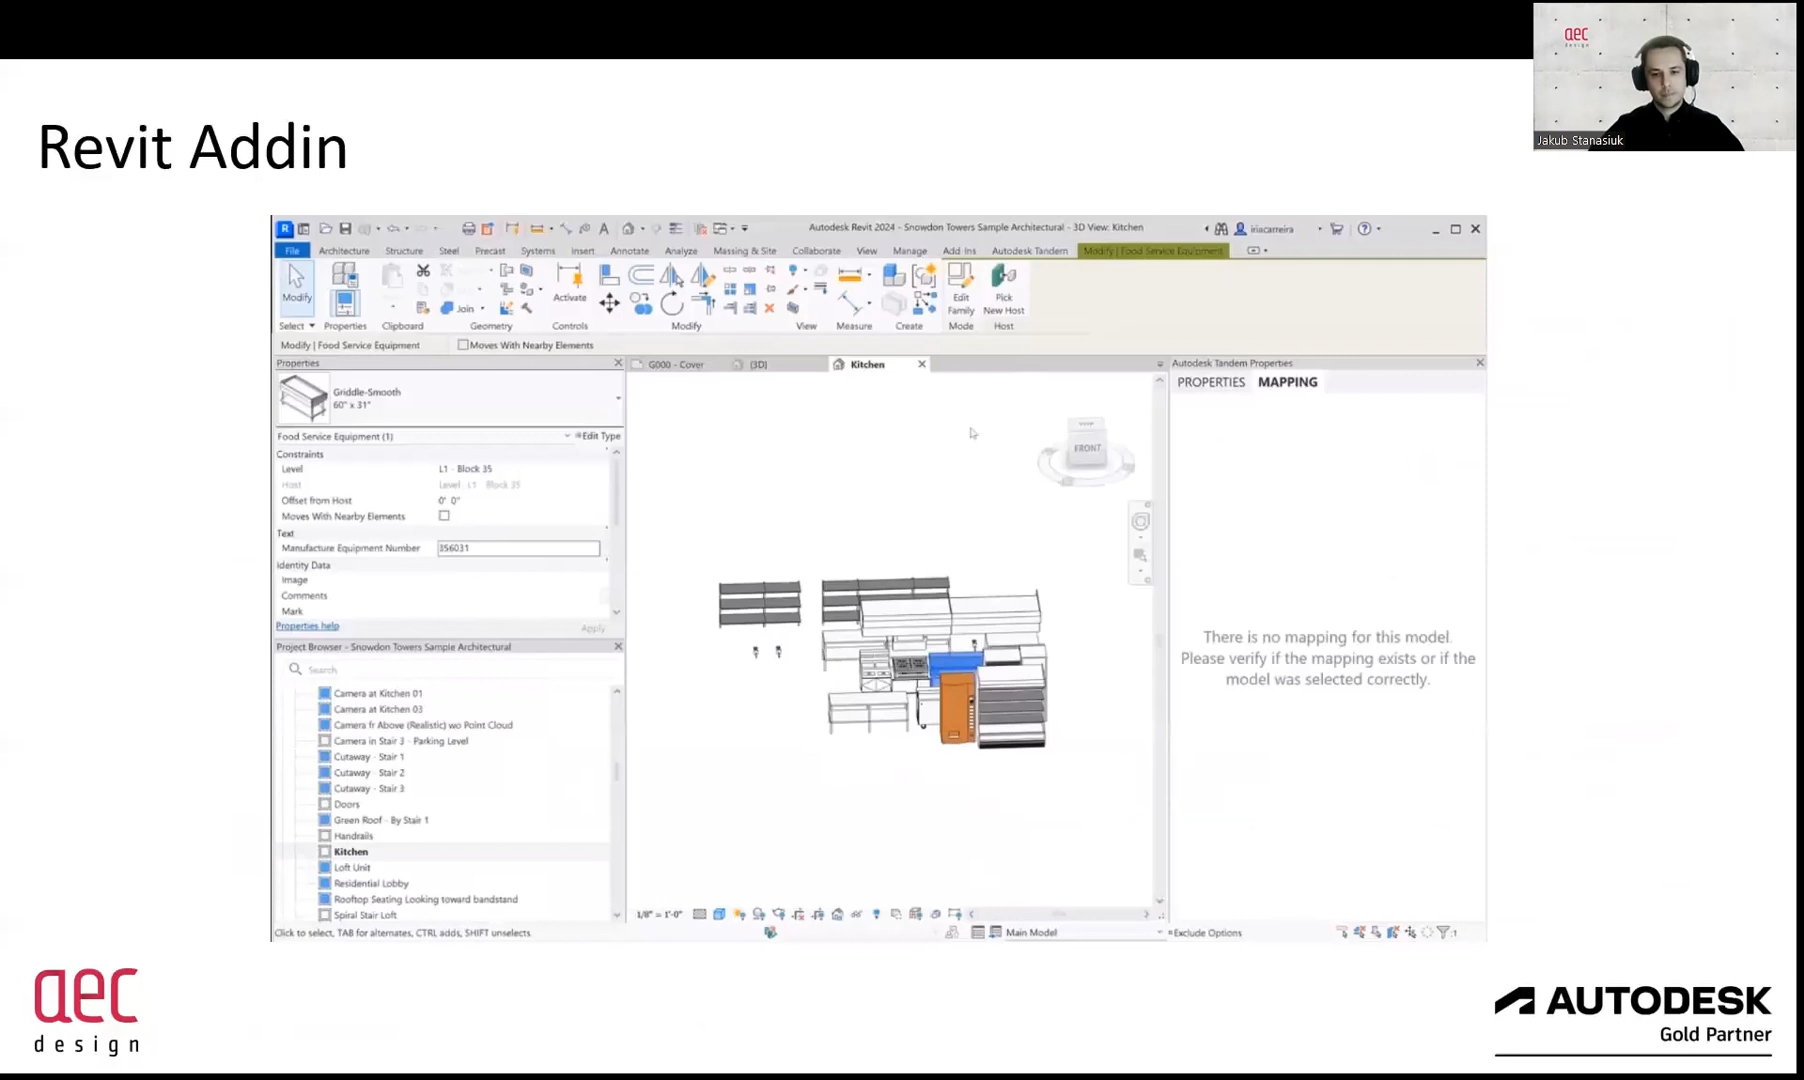 aec
design
Jakub Stanasiuk
Revit Addin
Autodesk Revit 2024 - Snowdon Towers Sample Architectural - 3D View: Kitchen
iriacarreira
File Architecture Structure Steel Precast Systems Insert Annotate Analyze Massing & Site Collaborate View Manage Add-Ins Autodesk Tandem Modify | Food Service Equipment
Modify
Join
Activate
Edit Family
Pick New Host
Select Properties Clipboard Geometry Controls Modify View Measure Create Mode Host
Modify | Food Service Equipment Moves With Nearby Elements
Properties
Griddle-Smooth
60" x 31"
Food Service Equipment (1) Edit Type
Constraints
Level L1 - Block 35
Host Level : L1 - Block 35
Offset from Host 0' 0"
Moves With Nearby Elements
Text
Manufacture Equipment Number 356031
Identity Data
Image
Comments
Mark
Properties help Apply
Project Browser - Snowdon Towers Sample Architectural
Search
Camera at Kitchen 01
Camera at Kitchen 03
Camera fr Above (Realistic) wo Point Cloud
Camera in Stair 3 - Parking Level
Cutaway - Stair 1
Cutaway - Stair 2
Cutaway - Stair 3
Doors
Green Roof - By Stair 1
Handrails
Kitchen
Loft Unit
Residential Lobby
Rooftop Seating Looking toward bandstand
Spiral Stair Loft
G000 - Cover {3D} Kitchen
FRONT
1/8" = 1'-0"
Autodesk Tandem Properties
PROPERTIES MAPPING
There is no mapping for this model.
Please verify if the mapping exists or if the
model was selected correctly.
Click to select, TAB for alternates, CTRL adds, SHIFT unselects.
Main Model
Exclude Options
:1
aec
design
AUTODESK
Gold Partner